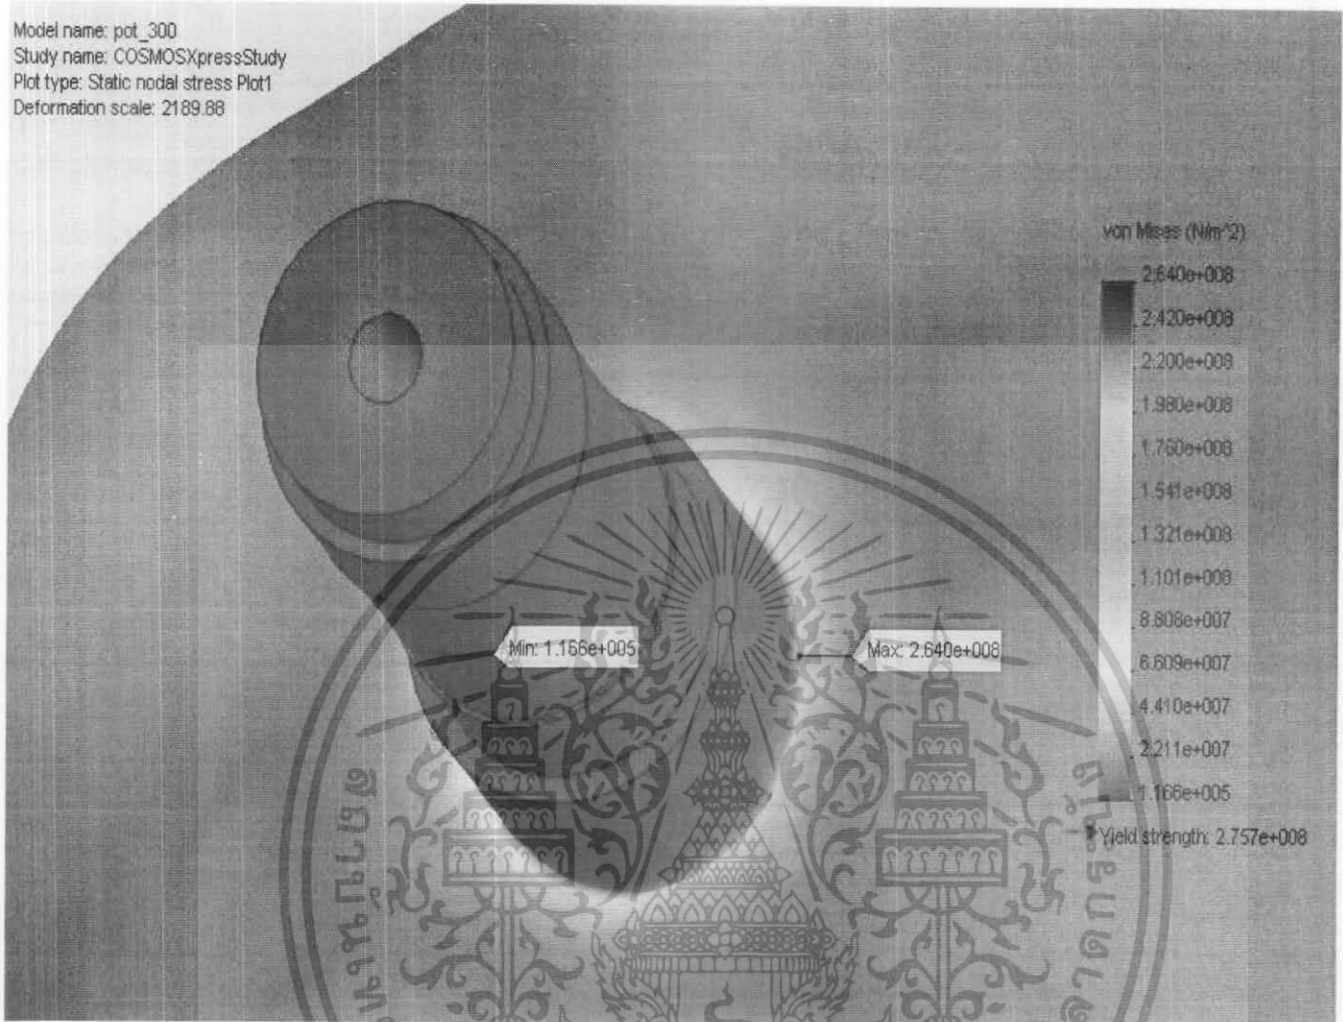 Model name: pot_300
Study name: COSMOSXpressStudy
Plot type: Static nodal stress Plot1
Deformation scale: 2189.88
von Mises (N/m^2)
2.640e+008
2.420e+008
2.200e+008
1.980e+008
1.760e+008
1.541e+008
1.321e+008
1.101e+008
8.808e+007
6.609e+007
4.410e+007
2.211e+007
1.166e+005
Yield strength: 2.757e+008
Min: 1.166e+005
Max: 2.640e+008